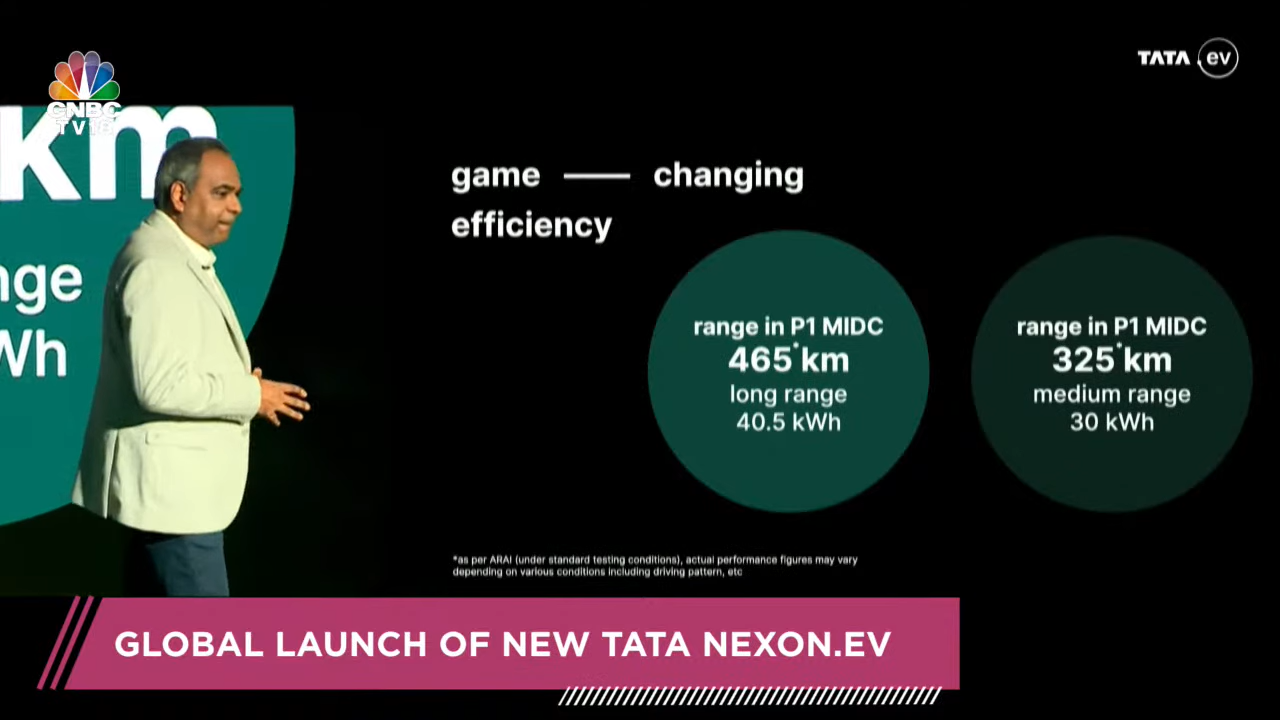 CNBC
TV18
TATA .ev
km
nge
Wh
game — changing
efficiency
range in P1 MIDC
465*km
long range
40.5 kWh
range in P1 MIDC
325*km
medium range
30 kWh
*as per ARAI (under standard testing conditions), actual performance figures may vary
depending on various conditions including driving pattern, etc
GLOBAL LAUNCH OF NEW TATA NEXON.EV